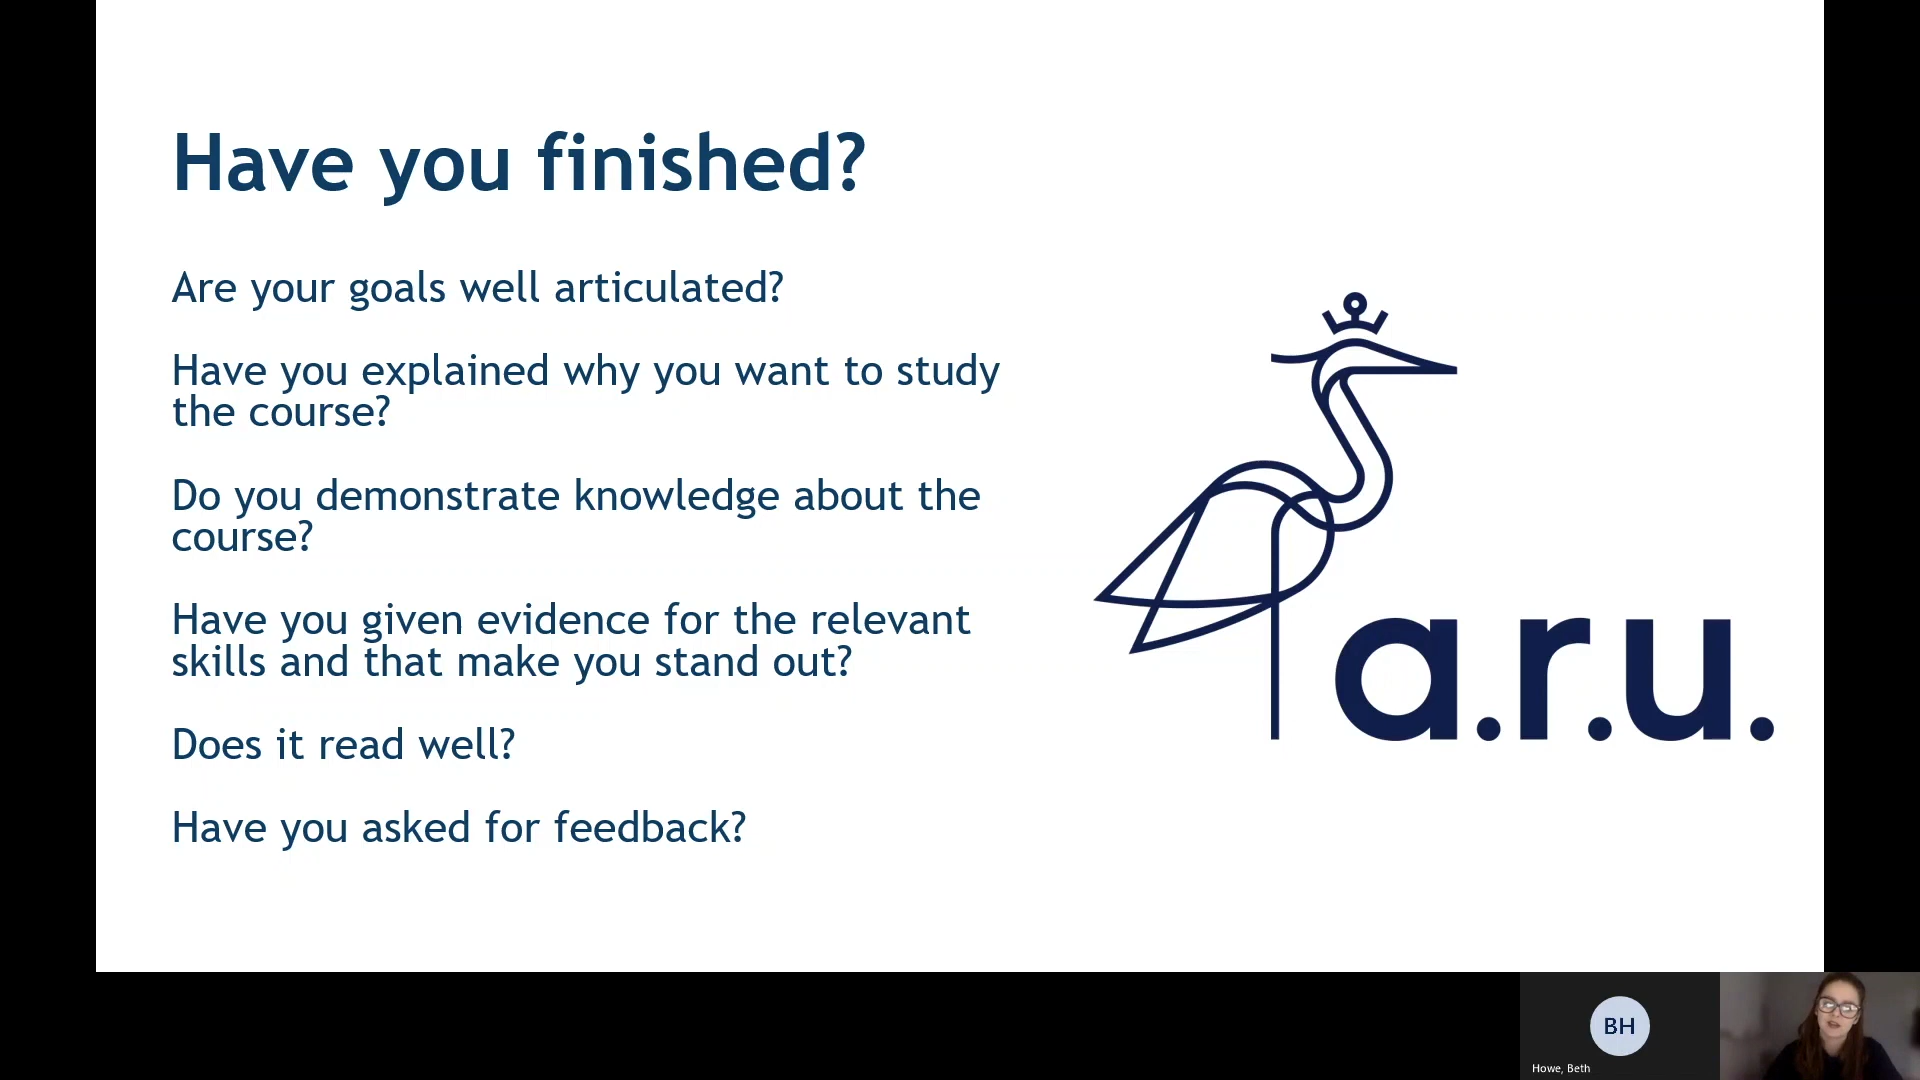 Have you finished?
Are your goals well articulated?
Have you explained why you want to study
the course?
Do you demonstrate knowledge about the
course?
Have you given evidence for the relevant
skills and that make you stand out?
Does it read well?
Have you asked for feedback?
a.r.u.
BH
Howe, Beth